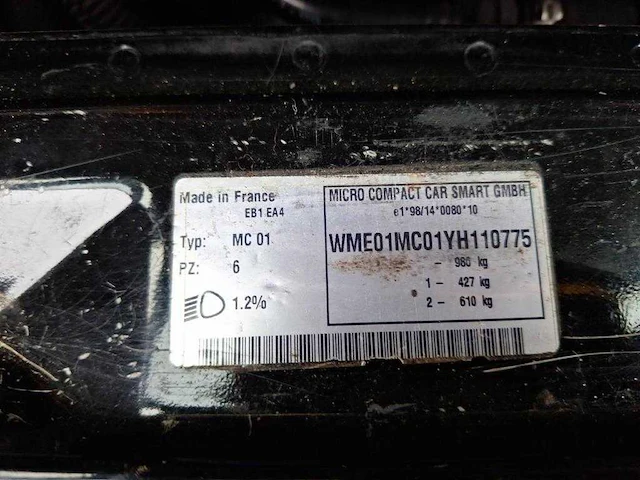 Made in France
EB1 EA4
Typ: MC 01
PZ: 6
1.2%
MICRO COMPACT CAR SMART GMBH
e1*98/14*0080*10
WME01MC01YH110775
- 980 kg
1 - 427 kg
2 - 610 kg